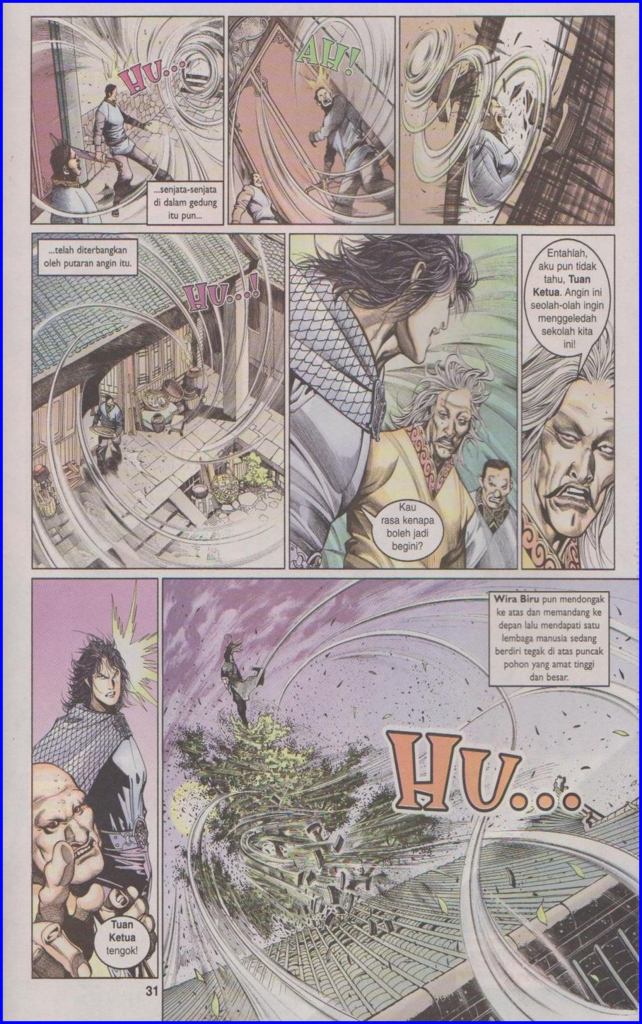 HU...
...senjata-senjata
di dalam gedung
itu pun...
AH!
...telah diterbangkan
oleh putaran angin itu.
HU...!
Kau
rasa kenapa
boleh jadi
begini?
Entahlah,
aku pun tidak
tahu, Tuan
Ketua. Angin ini
seolah-olah ingin
menggeledah
sekolah kita
ini!
Tuan
Ketua
tengok!
Wira Biru pun mendongak
ke atas dan memandang ke
depan lalu mendapati satu
lembaga manusia sedang
berdiri tegak di atas puncak
pohon yang amat tinggi
dan besar.
HU...
31